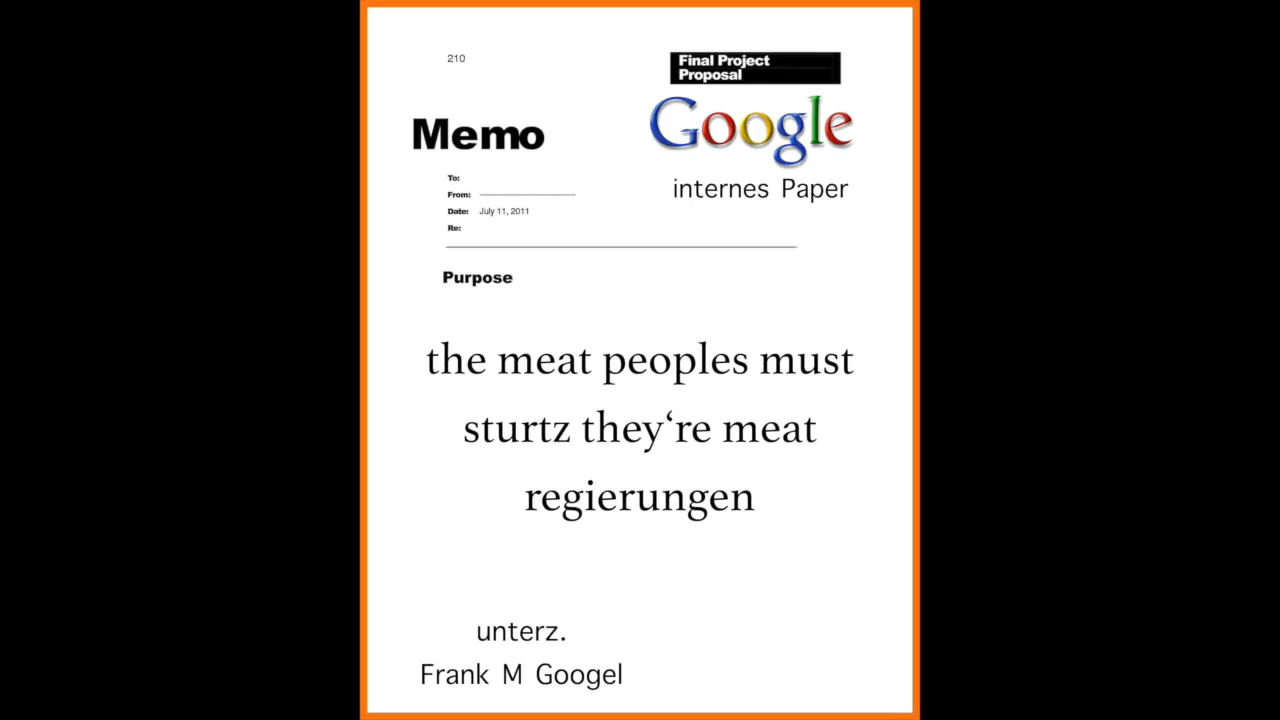 210
Final Project
Proposal
Google
Memo
internes Paper
To:
From: ------------------------------------
Date: July 11, 2011
Re:
Purpose
the meat peoples must
sturtz they‘re meat
regierungen
unterz.
Frank M Googel